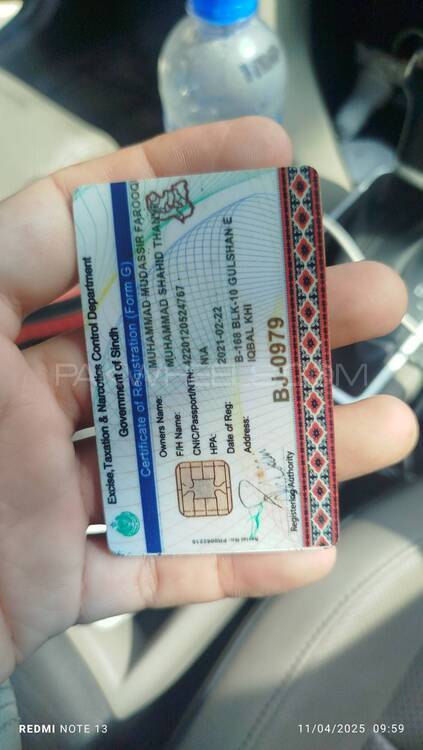 Excise, Taxation & Narcotics Control Department
Government of Sindh
Certificate of Registration (Form G)
Owners Name: MUHAMMAD MUDASSIR FAROOQ
F/H Name: MUHAMMAD SHAHID THANVI
CNIC/Passport/NTN: 4220120524767
HPA: N\A
Date of Reg: 2021-02-22
Address: B-168 BLK-10 GULSHAN E
IQBAL KHI
BJ-0979
Registering Authority
REDMI NOTE 13
11/04/2025 09:59